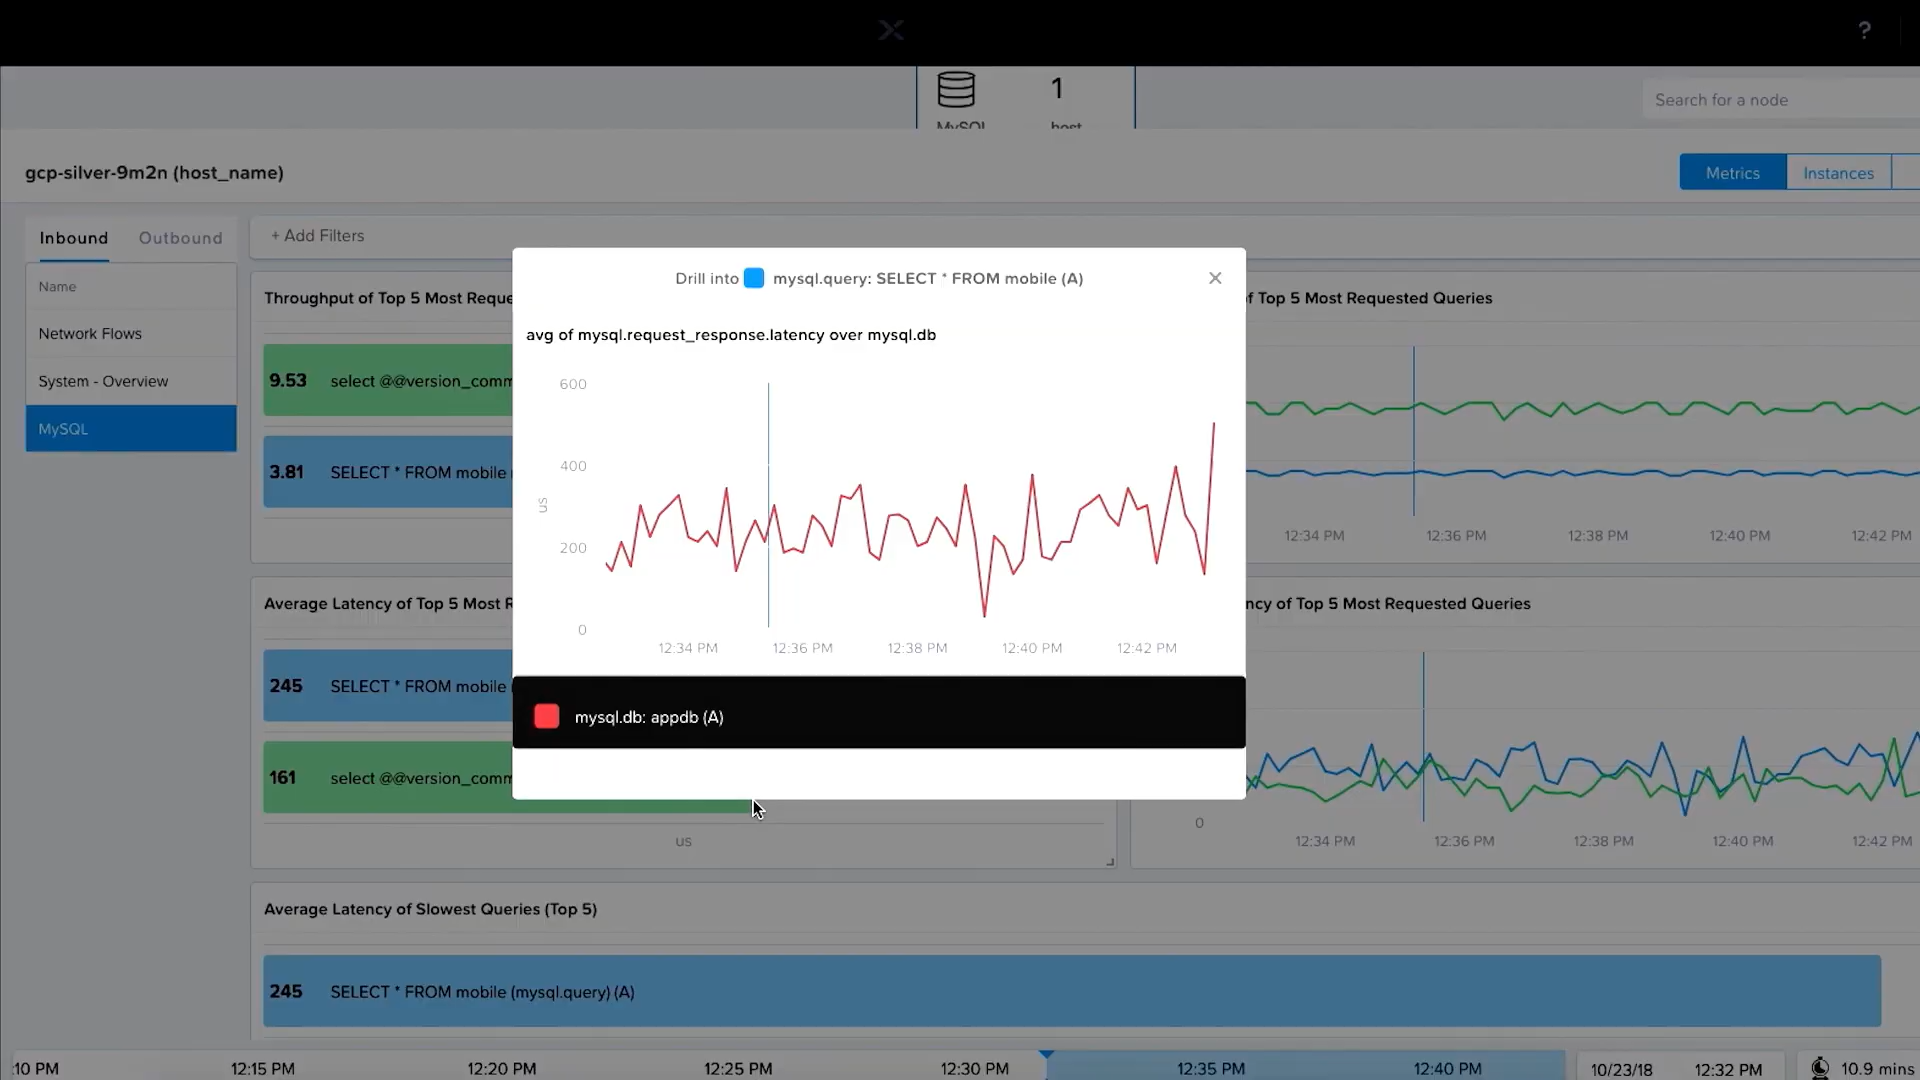 ?
1
MySQL host
Search for a node
gcp-silver-9m2n (host_name)
Metrics
Instances
Inbound
Outbound
+ Add Filters
Name
Network Flows
System - Overview
MySQL
Throughput of Top 5 Most Reque
9.53 select @@version_comm
3.81 SELECT * FROM mobile
f Top 5 Most Requested Queries
12:34 PM 12:36 PM 12:38 PM 12:40 PM 12:42 PM
Drill into mysql.query: SELECT * FROM mobile (A)
avg of mysql.request_response.latency over mysql.db
600
400
us
200
0
12:34 PM 12:36 PM 12:38 PM 12:40 PM 12:42 PM
mysql.db: appdb (A)
Average Latency of Top 5 Most R
245 SELECT * FROM mobile
161 select @@version_comm
us
ncy of Top 5 Most Requested Queries
0
12:34 PM 12:36 PM 12:38 PM 12:40 PM 12:42 PM
Average Latency of Slowest Queries (Top 5)
245 SELECT * FROM mobile (mysql.query) (A)
:10 PM 12:15 PM 12:20 PM 12:25 PM 12:30 PM 12:35 PM 12:40 PM 10/23/18 12:32 PM 10.9 mins